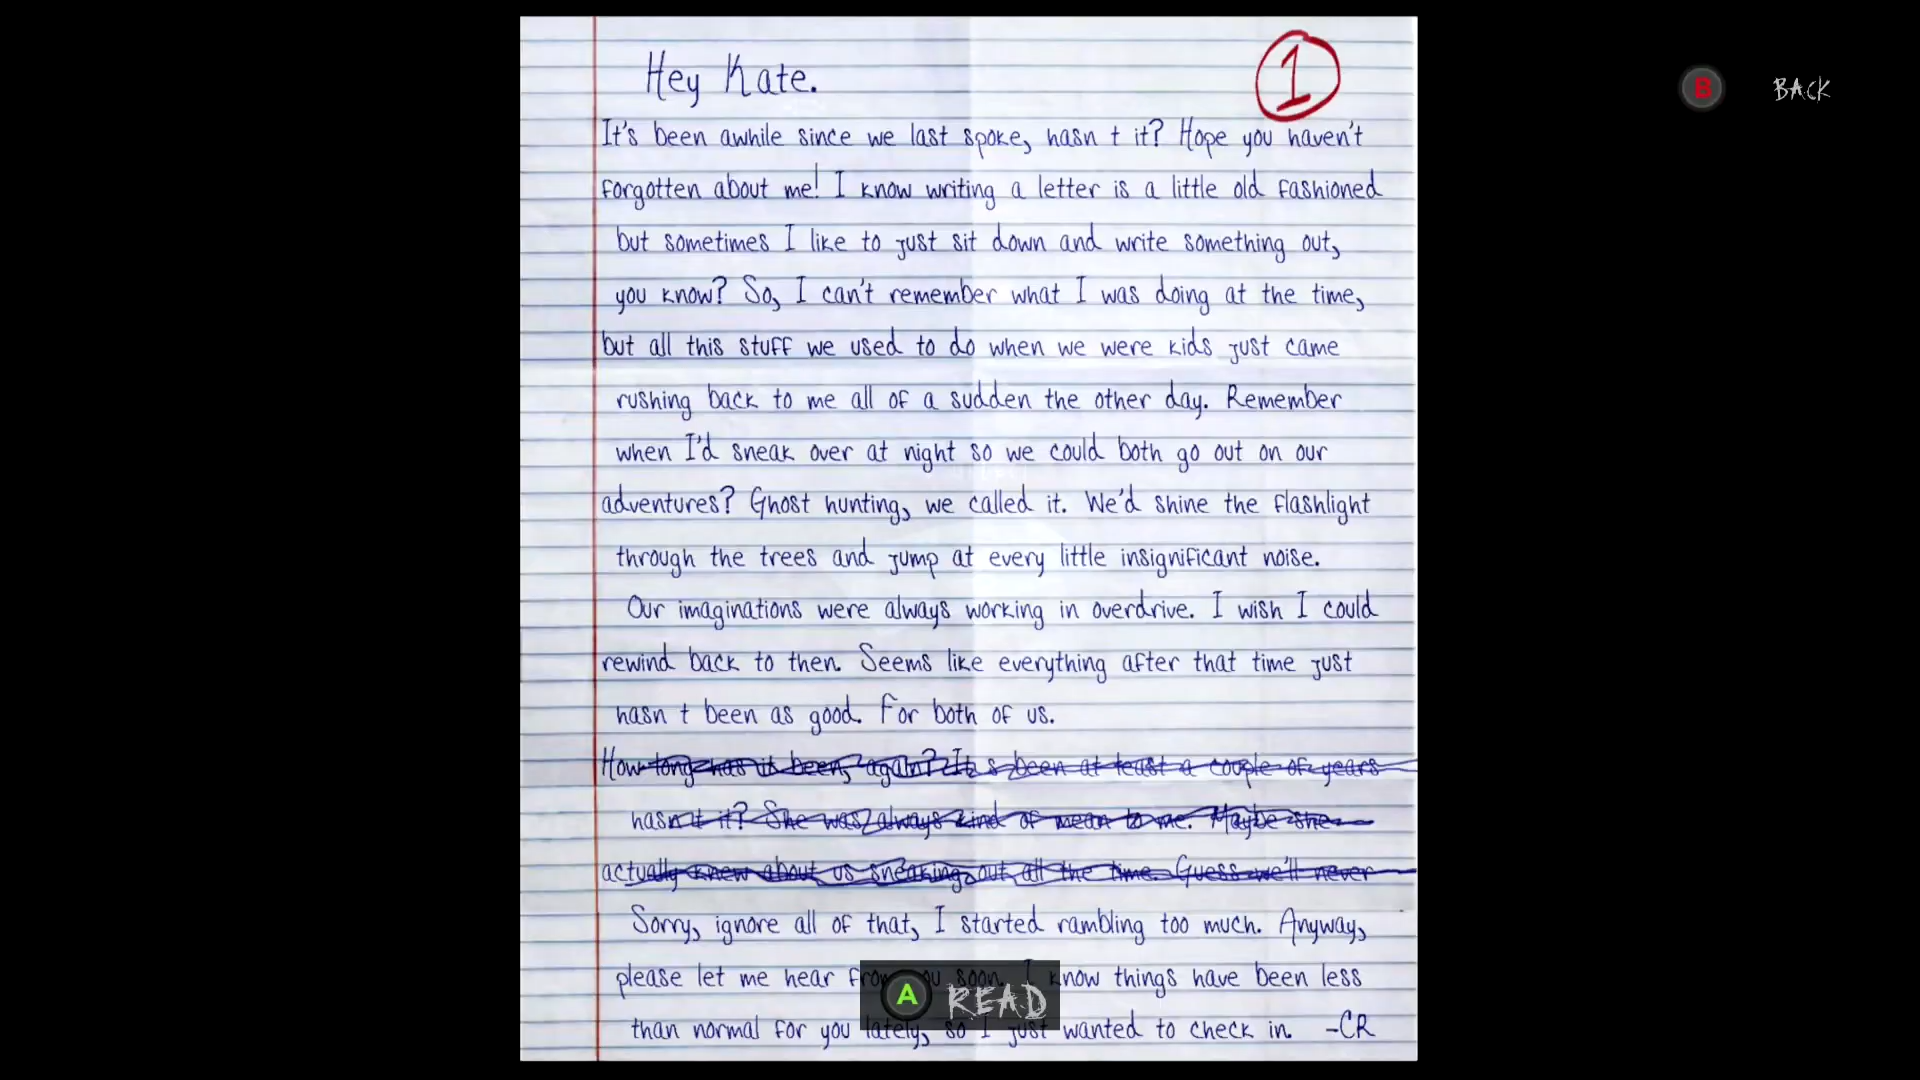 Hey Kate.
1
B BACK
It's been awhile since we last spoke, hasn t it? Hope you haven't
forgotten about me! I know writing a letter is a little old fashioned
but sometimes I like to just sit down and write something out,
you know? So, I can't remember what I was doing at the time,
but all this stuff we used to do when we were kids just came
rushing back to me all of a sudden the other day. Remember
when I'd sneak over at night so we could both go out on our
adventures? Ghost hunting, we called it. We'd shine the flashlight
through the trees and jump at every little insignificant noise.
Our imaginations were always working in overdrive. I wish I could
rewind back to then. Seems like everything after that time just
hasn t been as good. For both of us.
How long has it been, again? It s been at least a couple of years
hasn t it? She was always kind of mean to me. Maybe she
actually knew about us sneaking out all the time. Guess we'll never
Sorry, ignore all of that, I started rambling too much. Anyway,
please let me hear from you soon. I know things have been less
than normal for you lately, so I just wanted to check in. -CR
A READ